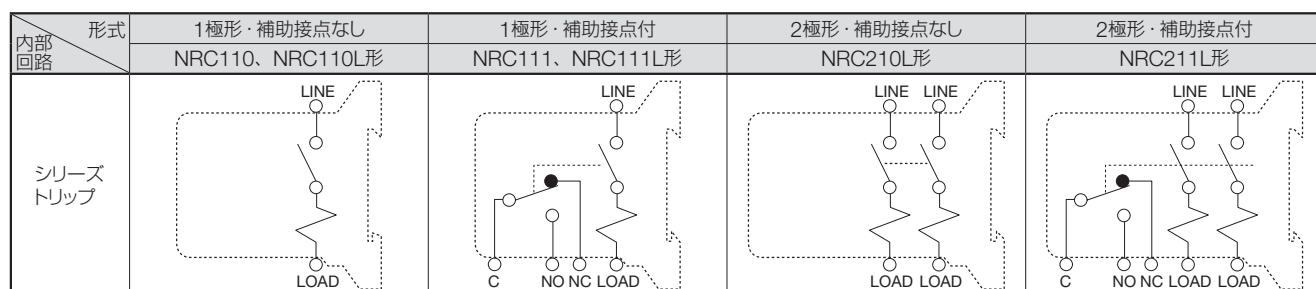 形式
内部
回路
1極形・補助接点なし
1極形・補助接点付
2極形・補助接点なし
2極形・補助接点付
NRC110、NRC110L形
NRC111、NRC111L形
NRC210L形
NRC211L形
シリーズ
トリップ
LINE
LOAD
LINE
C NO NC LOAD
LINE LINE
LOAD LOAD
LINE LINE
C NO NC LOAD LOAD